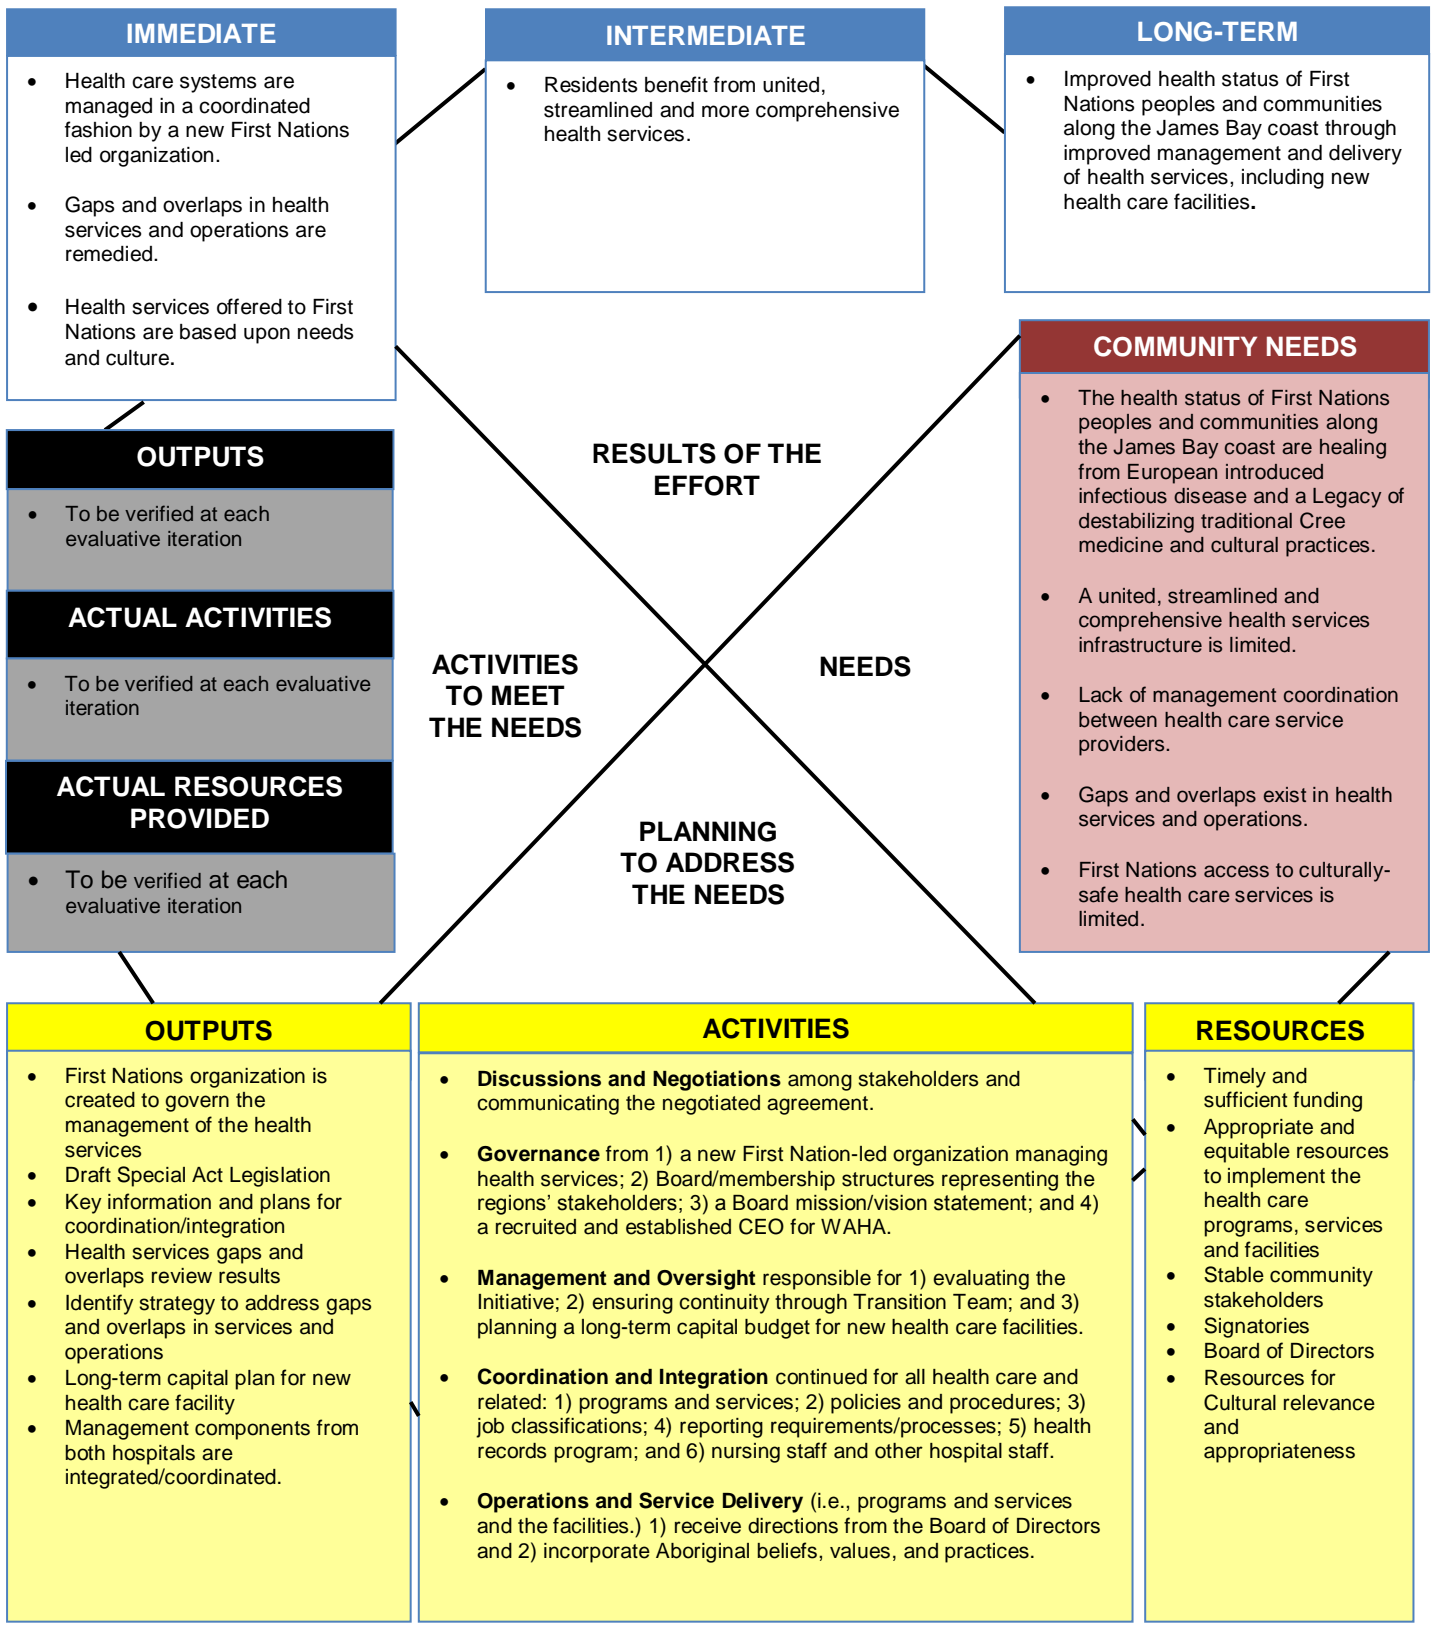 IMMEDIATE
• Health care systems are
managed in a coordinated
fashion by a new First Nations
led organization.
• Gaps and overlaps in health
services and operations are
remedied.
• Health services offered to First
Nations are based upon needs
and culture.
INTERMEDIATE
• Residents benefit from united,
streamlined and more comprehensive
health services.
LONG-TERM
• Improved health status of First
Nations peoples and communities
along the James Bay coast through
improved management and delivery
of health services, including new
health care facilities.
COMMUNITY NEEDS
• The health status of First Nations
peoples and communities along
the James Bay coast are healing
from European introduced
infectious disease and a Legacy of
destabilizing traditional Cree
medicine and cultural practices.
• A united, streamlined and
comprehensive health services
infrastructure is limited.
• Lack of management coordination
between health care service
providers.
• Gaps and overlaps exist in health
services and operations.
• First Nations access to culturally-
safe health care services is
limited.
OUTPUTS
• To be verified at each
evaluative iteration
ACTUAL ACTIVITIES
• To be verified at each evaluative
iteration
ACTUAL RESOURCES
PROVIDED
• To be verified at each
evaluative iteration
RESULTS OF THE
EFFORT
ACTIVITIES
TO MEET
THE NEEDS
NEEDS
PLANNING
TO ADDRESS
THE NEEDS
OUTPUTS
• First Nations organization is
created to govern the
management of the health
services
• Draft Special Act Legislation
• Key information and plans for
coordination/integration
• Health services gaps and
overlaps review results
• Identify strategy to address gaps
and overlaps in services and
operations
• Long-term capital plan for new
health care facility
• Management components from
both hospitals are
integrated/coordinated.
ACTIVITIES
• Discussions and Negotiations among stakeholders and
communicating the negotiated agreement.
• Governance from 1) a new First Nation-led organization managing
health services; 2) Board/membership structures representing the
regions’ stakeholders; 3) a Board mission/vision statement; and 4)
a recruited and established CEO for WAHA.
• Management and Oversight responsible for 1) evaluating the
Initiative; 2) ensuring continuity through Transition Team; and 3)
planning a long-term capital budget for new health care facilities.
• Coordination and Integration continued for all health care and
related: 1) programs and services; 2) policies and procedures; 3)
job classifications; 4) reporting requirements/processes; 5) health
records program; and 6) nursing staff and other hospital staff.
• Operations and Service Delivery (i.e., programs and services
and the facilities.) 1) receive directions from the Board of Directors
and 2) incorporate Aboriginal beliefs, values, and practices.
RESOURCES
• Timely and
sufficient funding
• Appropriate and
equitable resources
to implement the
health care
programs, services
and facilities
• Stable community
stakeholders
• Signatories
• Board of Directors
• Resources for
Cultural relevance
and
appropriateness